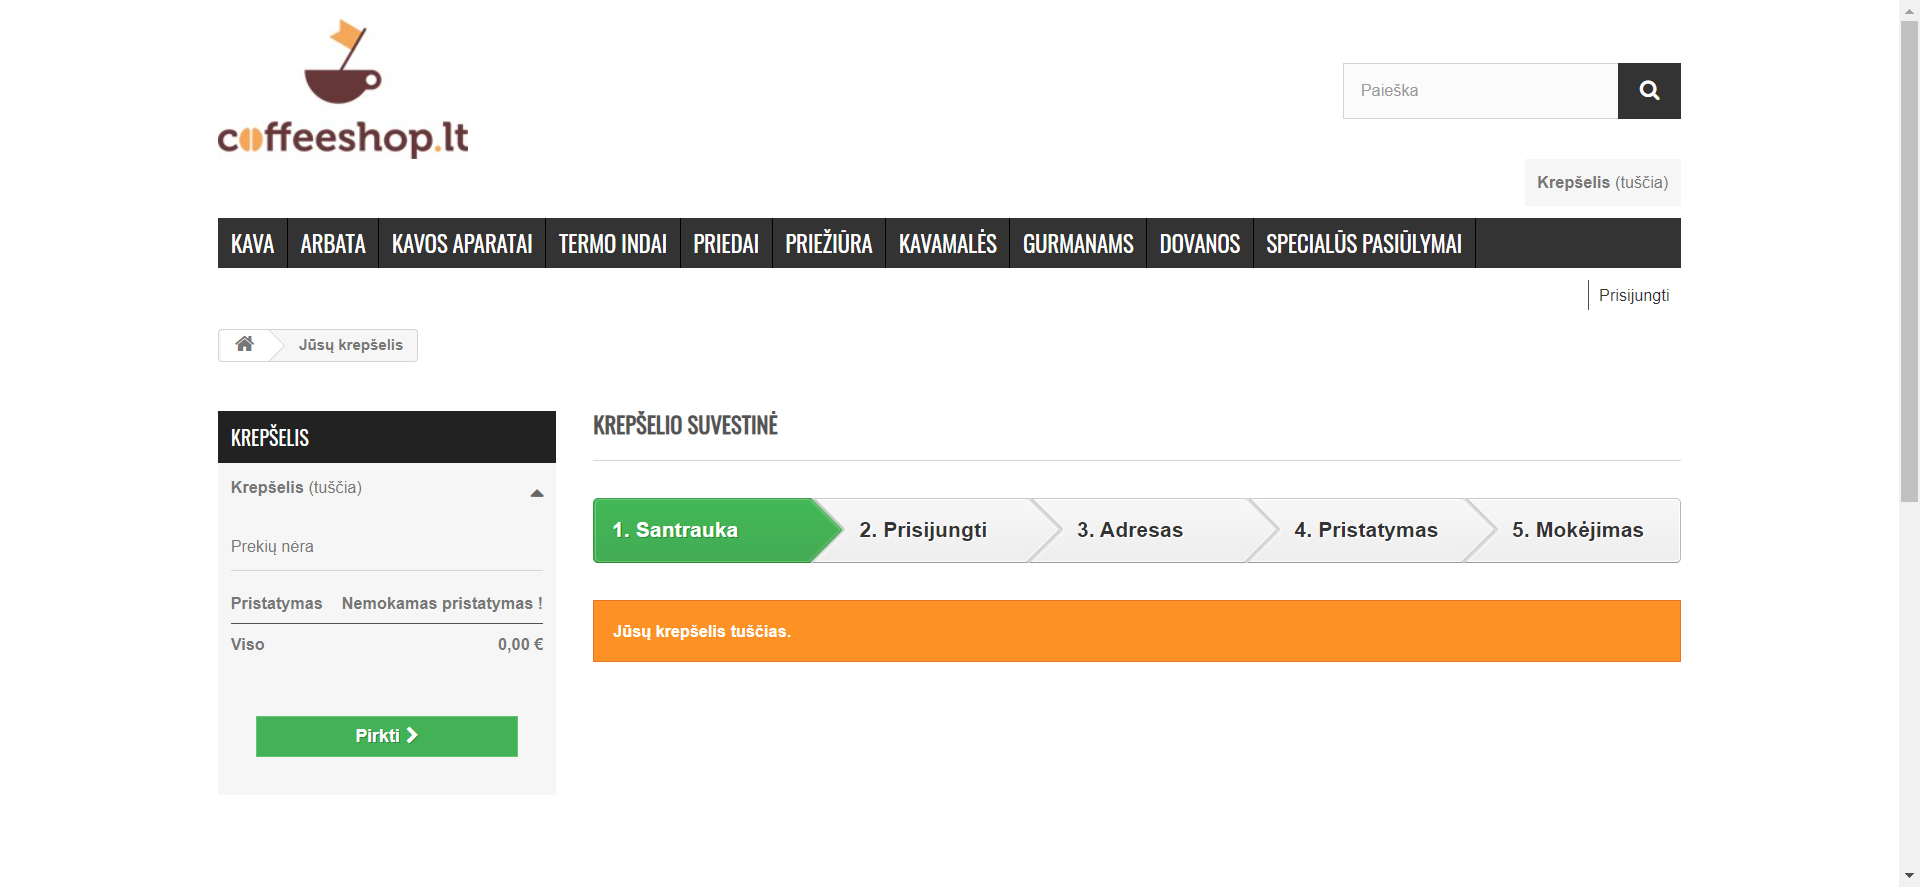 coffeeshop.lt
Paieška
Krepšelis (tuščia)
KAVA ARBATA KAVOS APARATAI TERMO INDAI PRIEDAI PRIEŽIŪRA KAVAMALĖS GURMANAMS DOVANOS SPECIALŪS PASIŪLYMAI
Prisijungti
Jūsų krepšelis
KREPŠELIS
Krepšelis (tuščia)
Prekių nėra
Pristatymas Nemokamas pristatymas !
Viso 0,00 €
Pirkti
KREPŠELIO SUVESTINĖ
1. Santrauka 2. Prisijungti 3. Adresas 4. Pristatymas 5. Mokėjimas
Jūsų krepšelis tuščias.